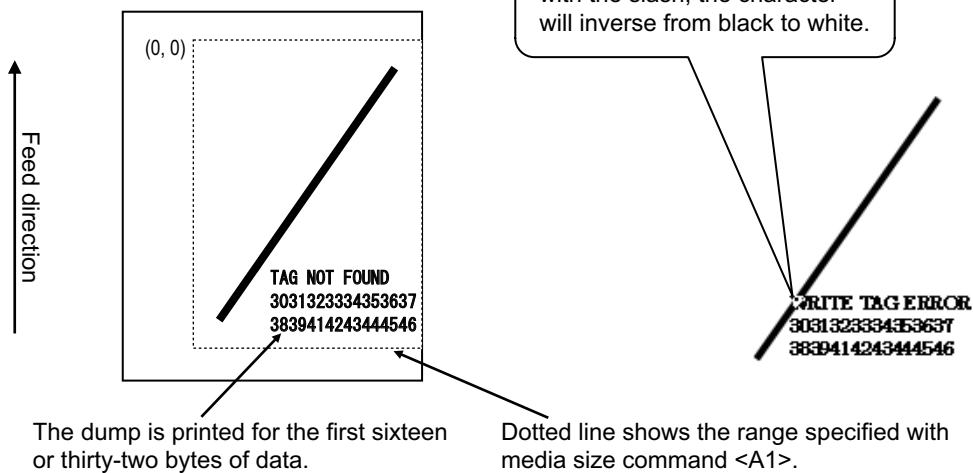 with the slash, the character
will inverse from black to white.
(0, 0)
Feed direction
TAG NOT FOUND
3031323334353637
3839414243444546
WRITE TAG ERROR
3031323334353637
3839414243444546
The dump is printed for the first sixteen
or thirty-two bytes of data.
Dotted line shows the range specified with
media size command <A1>.